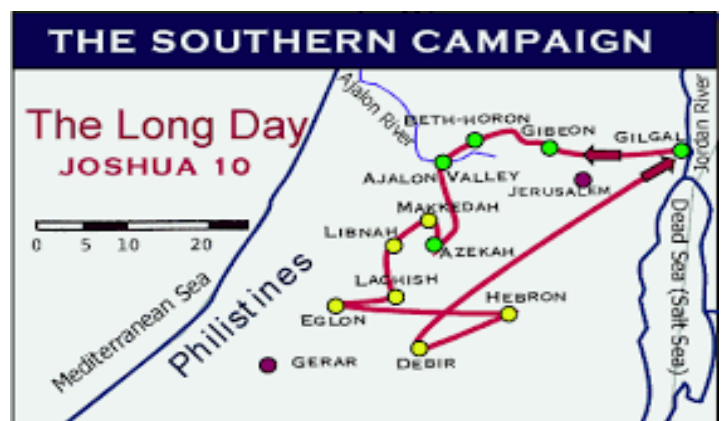 THE SOUTHERN CAMPAIGN
The Long Day
JOSHUA 10
0 5 10 20
Ajalon River
BETH-HORON
GIBEON
GILGAL
Jordan River
AJALON VALLEY
JERUSALEM
MAKKEDAH
LIBNAH
AZEKAH
LACHISH
EGLON
HEBRON
DEBIR
GERAR
Mediterranean Sea
Philistines
Dead Sea (Salt Sea)